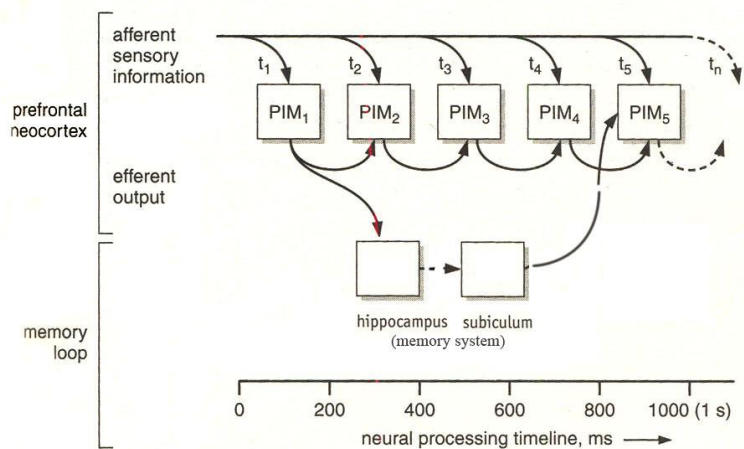 afferent
sensory
information
t1 t2 t3 t4 t5 tn
prefrontal
neocortex
PIM1 PIM2 PIM3 PIM4 PIM5
efferent
output
memory
loop
hippocampus subiculum
(memory system)
0 200 400 600 800 1000 (1 s)
neural processing timeline, ms